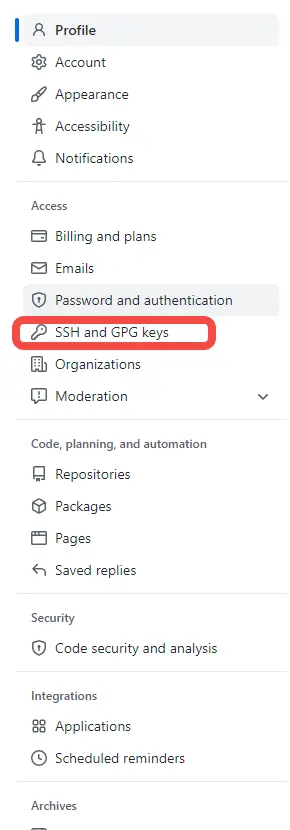 Profile
Account
Appearance
Accessibility
Notifications
Access
Billing and plans
Emails
Password and authentication
SSH and GPG keys
Organizations
Moderation
Code, planning, and automation
Repositories
Packages
Pages
Saved replies
Security
Code security and analysis
Integrations
Applications
Scheduled reminders
Archives